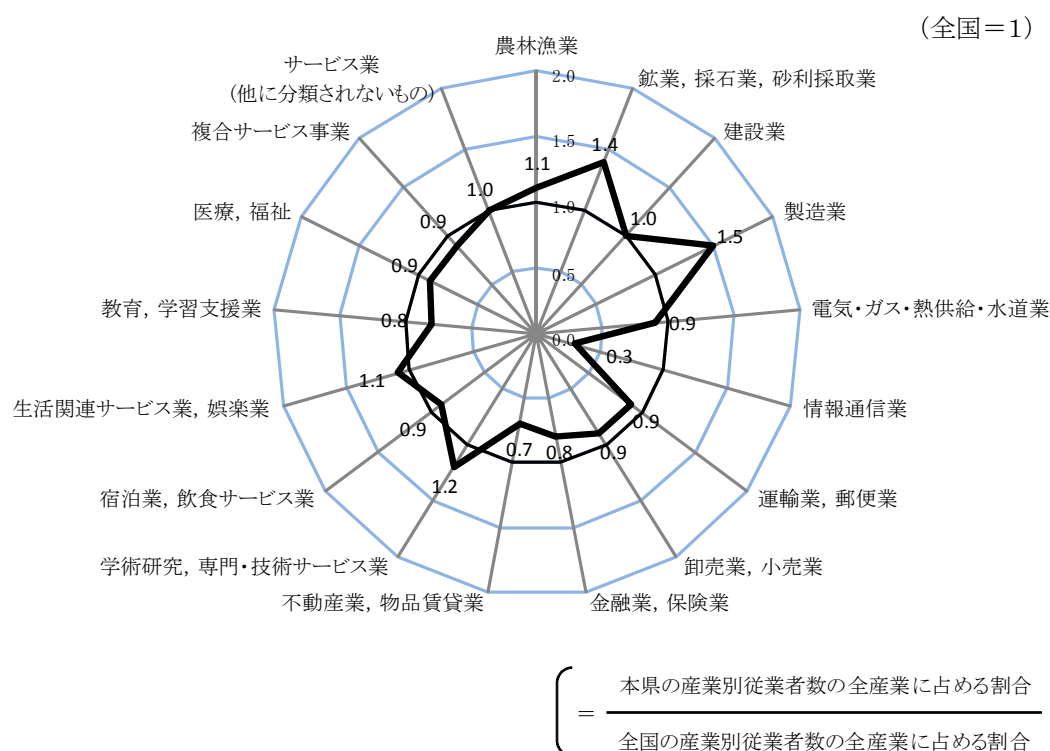 (全国=1)
農林漁業
鉱業, 採石業, 砂利採取業
建設業
製造業
電気・ガス・熱供給・水道業
情報通信業
運輸業, 郵便業
卸売業, 小売業
金融業, 保険業
不動産業, 物品賃貸業
学術研究, 専門・技術サービス業
宿泊業, 飲食サービス業
生活関連サービス業, 娯楽業
教育, 学習支援業
医療, 福祉
複合サービス事業
サービス業
(他に分類されないもの)
2.0
1.5
1.0
0.5
0.0
1.1
1.4
1.0
1.5
0.9
0.3
0.9
0.9
0.8
0.7
1.2
0.9
1.1
0.8
0.9
0.9
1.0
本県の産業別従業者数の全産業に占める割合
=
全国の産業別従業者数の全産業に占める割合